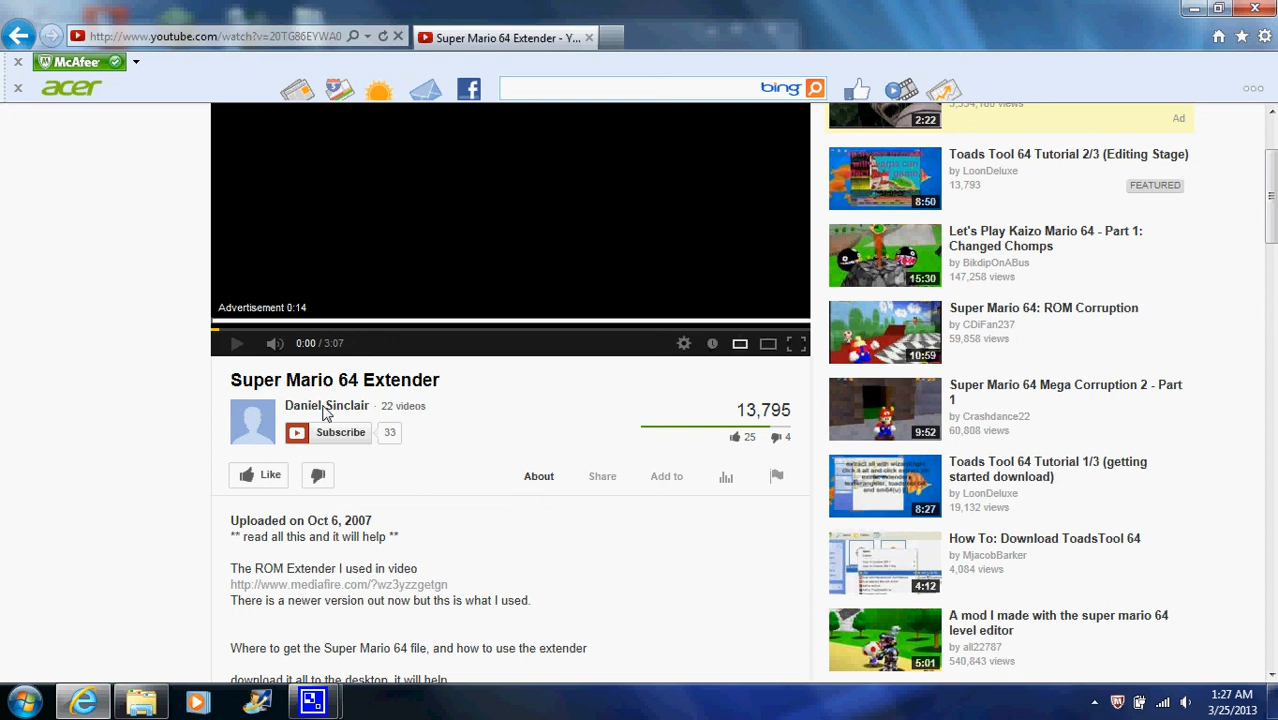 http://www.youtube.com/watch?v=20TG86EYWA0
Super Mario 64 Extender - Y...
McAfee
acer
bing
Advertisement 0:14
0:00 / 3:07
Super Mario 64 Extender
Daniel Sinclair · 22 videos
Subscribe 33
13,795
25 4
Like
About Share Add to
Uploaded on Oct 6, 2007
** read all this and it will help **
The ROM Extender I used in video
http://www.mediafire.com/?wz3yzzgetgn
There is a newer version out now but ths is what I used.
Where to get the Super Mario 64 file, and how to use the extender
download it all to the desktop, it will help
2:22
Ad
Toads Tool 64 Tutorial 2/3 (Editing Stage)
by LoonDeluxe
13,793
FEATURED
8:50
Let's Play Kaizo Mario 64 - Part 1:
Changed Chomps
by BikdipOnABus
147,258 views
15:30
Super Mario 64: ROM Corruption
by CDiFan237
59,858 views
10:59
Super Mario 64 Mega Corruption 2 - Part
1
by Crashdance22
60,808 views
9:52
Toads Tool 64 Tutorial 1/3 (getting
started download)
by LoonDeluxe
19,132 views
8:27
How To: Download ToadsTool 64
by MjacobBarker
4,084 views
4:12
A mod I made with the super mario 64
level editor
by all22787
540,843 views
5:01
1:27 AM
3/25/2013